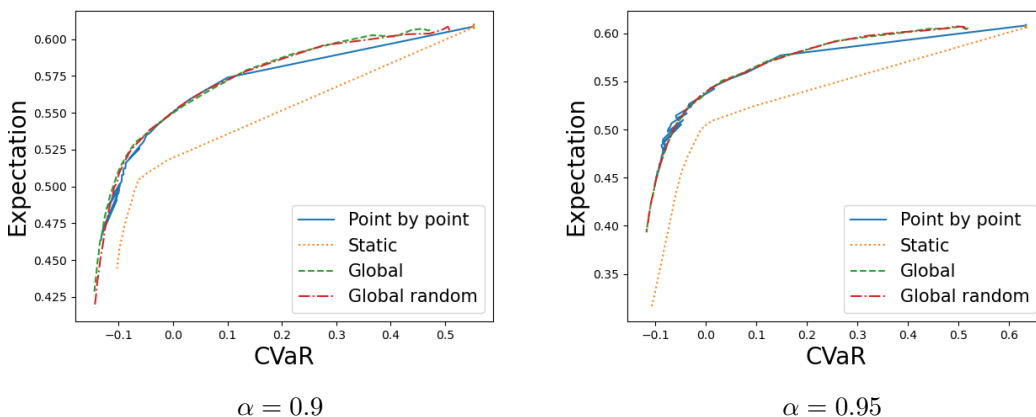 0.600
0.575
0.550
0.525
0.500
0.475
0.450
0.425
Expectation
Point by point
Static
Global
Global random
−0.1 0.0 0.1 0.2 0.3 0.4 0.5
CVaR
α = 0.9
0.60
0.55
0.50
0.45
0.40
0.35
Expectation
Point by point
Static
Global
Global random
−0.1 0.0 0.1 0.2 0.3 0.4 0.5 0.6
CVaR
α = 0.95